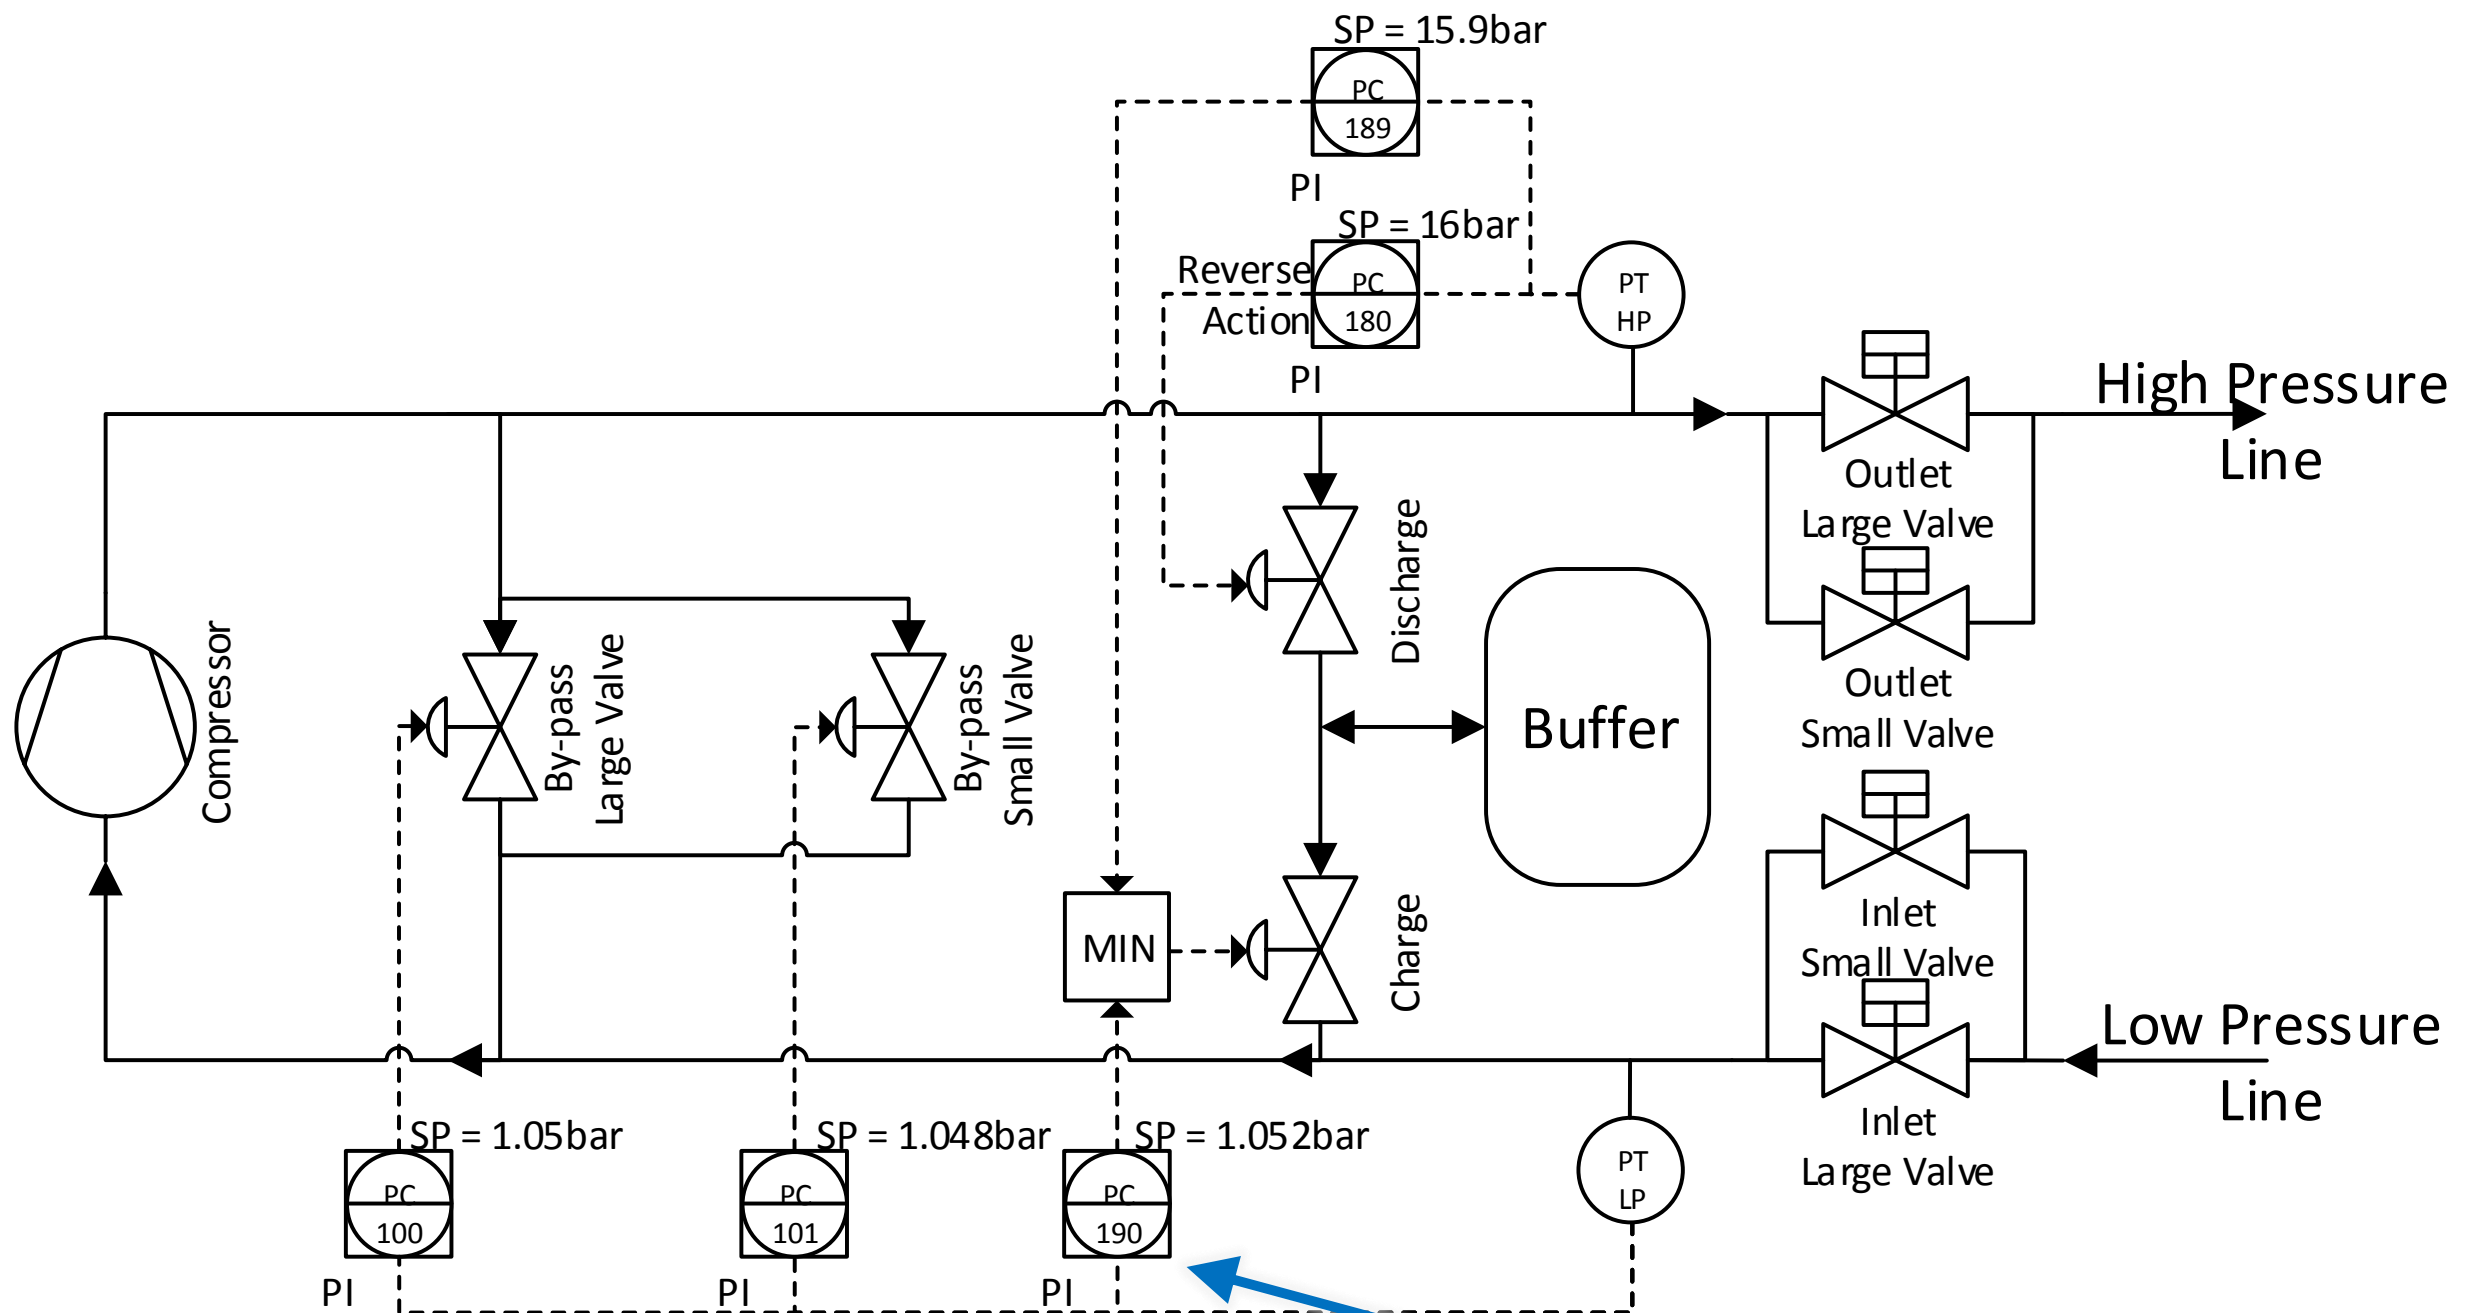 SP = 15.9bar
PC
189
PI
SP = 16bar
Reverse
Action
PC
180
PI
PT
HP
High Pressure
Line
Outlet
Large Valve
Outlet
Small Valve
Discharge
Buffer
Compressor
By-pass
Large Valve
By-pass
Small Valve
MIN
Charge
Inlet
Small Valve
Low Pressure
Line
Inlet
Large Valve
SP = 1.05bar
PC
100
PI
SP = 1.048bar
PC
101
PI
SP = 1.052bar
PC
190
PI
PT
LP